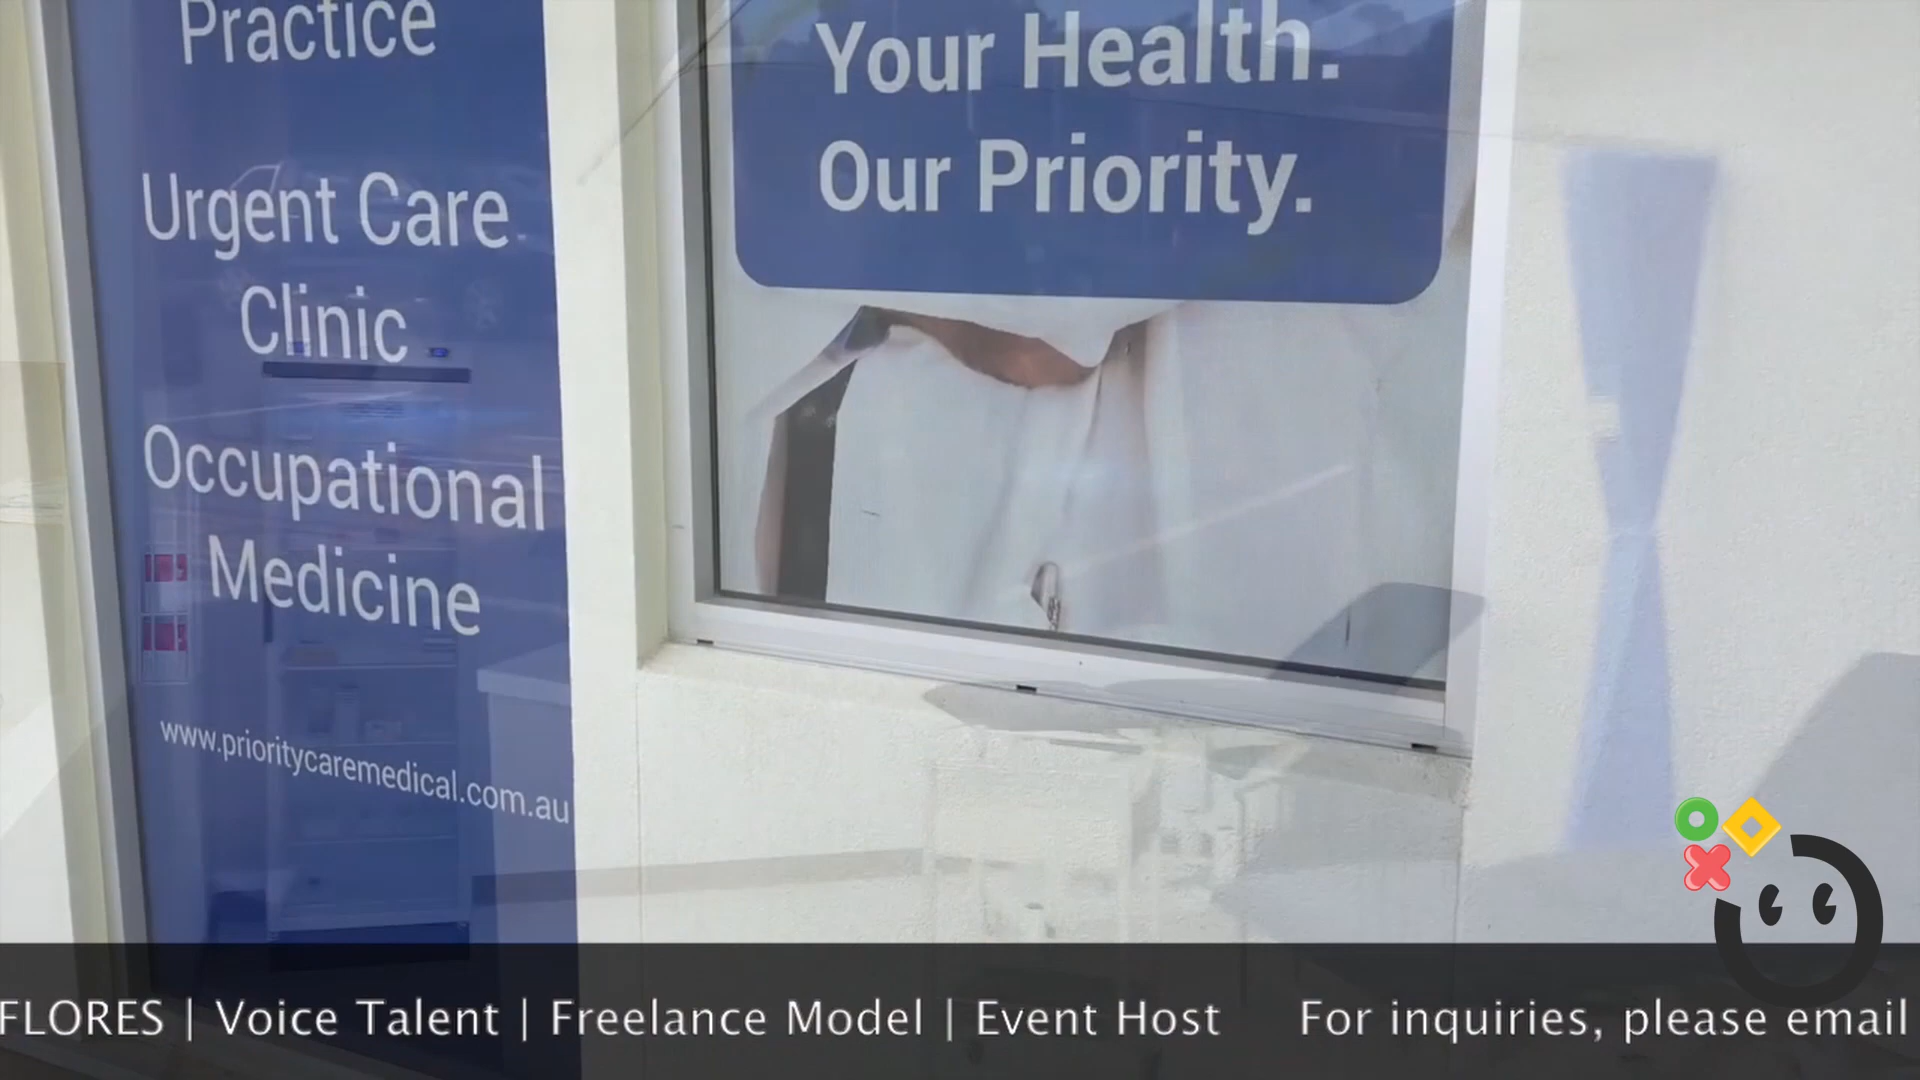 Practice
Urgent Care
Clinic
Occupational
Medicine
www.prioritycaremedical.com.au
Your Health.
Our Priority.
FLORES | Voice Talent | Freelance Model | Event Host For inquiries, please email